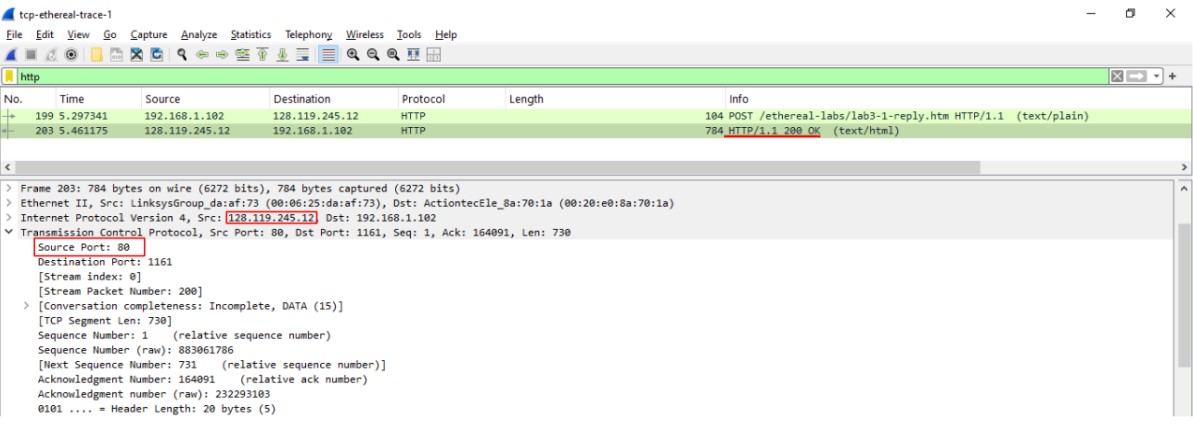 tcp-ethereal-trace-1
File Edit View Go Capture Analyze Statistics Telephony Wireless Tools Help
http
No. Time Source Destination Protocol Length Info
199 5.297341 192.168.1.102 128.119.245.12 HTTP 104 POST /ethereal-labs/lab3-1-reply.htm HTTP/1.1 (text/plain)
203 5.461175 128.119.245.12 192.168.1.102 HTTP 784 HTTP/1.1 200 OK (text/html)
Frame 203: 784 bytes on wire (6272 bits), 784 bytes captured (6272 bits)
Ethernet II, Src: LinksysGroup_da:af:73 (00:06:25:da:af:73), Dst: ActiontecEle_8a:70:1a (00:20:e0:8a:70:1a)
Internet Protocol Version 4, Src: 128.119.245.12, Dst: 192.168.1.102
Transmission Control Protocol, Src Port: 80, Dst Port: 1161, Seq: 1, Ack: 164091, Len: 730
Source Port: 80
Destination Port: 1161
[Stream index: 0]
[Stream Packet Number: 200]
[Conversation completeness: Incomplete, DATA (15)]
[TCP Segment Len: 730]
Sequence Number: 1 (relative sequence number)
Sequence Number (raw): 883061786
[Next Sequence Number: 731 (relative sequence number)]
Acknowledgment Number: 164091 (relative ack number)
Acknowledgment number (raw): 232293103
0101 .... = Header Length: 20 bytes (5)